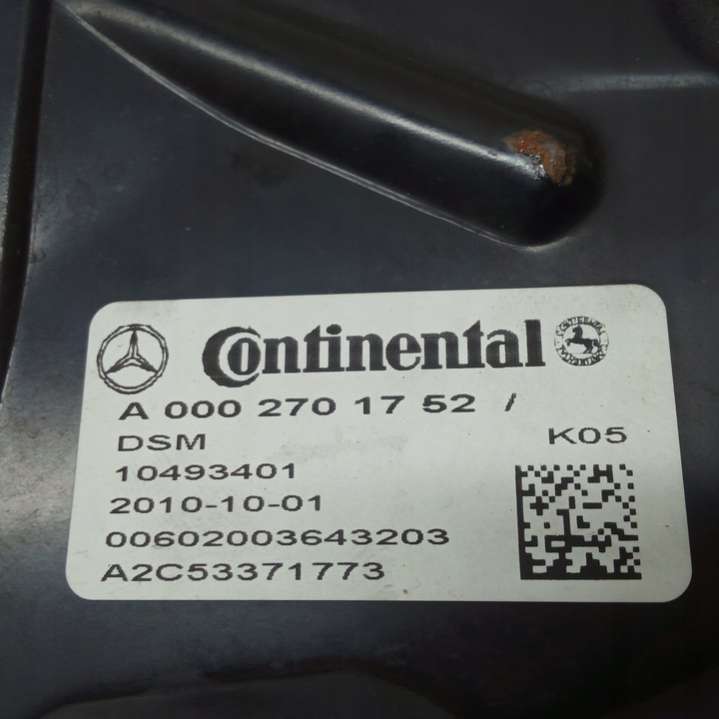 Continental
A 000 270 17 52 /
DSM K05
10493401
2010-10-01
00602003643203
A2C53371773